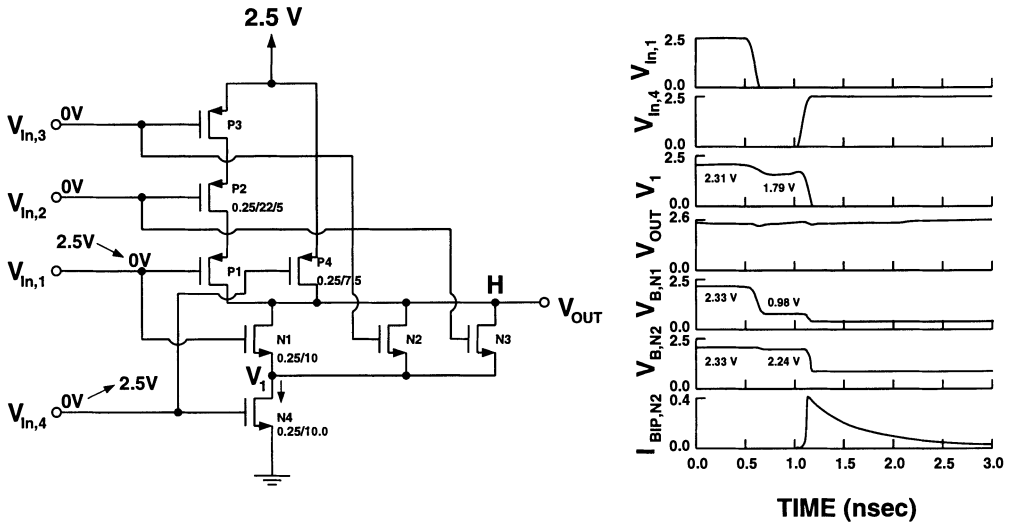 2.5 V
V_In,3
0V
P3
V_In,2
0V
P2
0.25/22/5
2.5V
0V
V_In,1
P1
P4
0.25/7.5
H
V_OUT
N1
0.25/10
N2
N3
V_1
0V
2.5V
V_In,4
N4
0.25/10.0
V_In,1
2.5
0.0
V_In,4
2.5
0.0
V_1
2.5
0.0
2.31 V
1.79 V
V_OUT
2.6
0.0
V_B,N1
2.5
0.0
2.33 V
0.98 V
V_B,N2
2.5
0.0
2.33 V
2.24 V
I_BIP,N2
0.4
0.0
0.0 0.5 1.0 1.5 2.0 2.5 3.0
TIME (nsec)